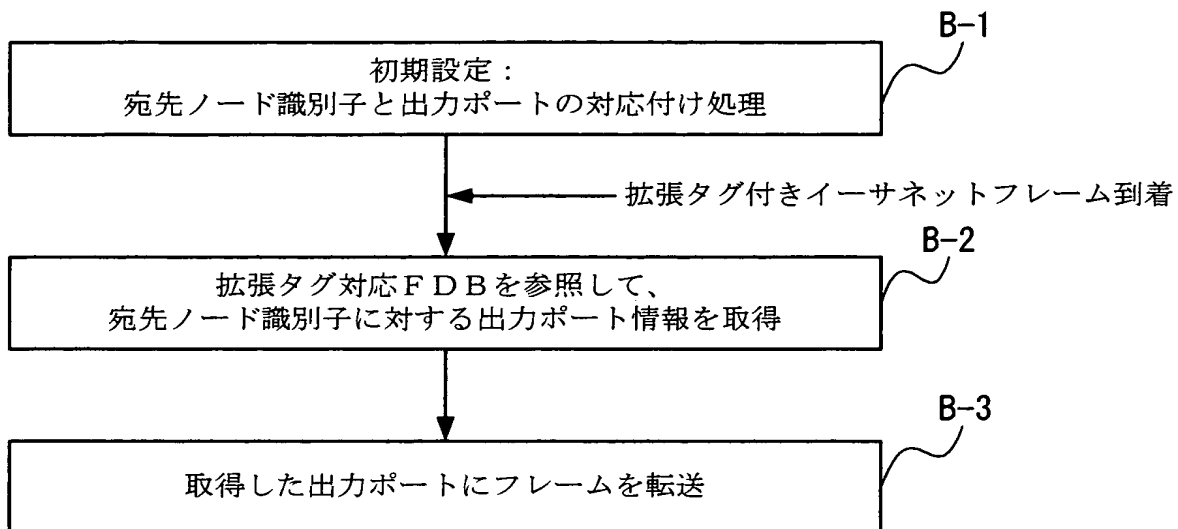 B-1
初期設定：
宛先ノード識別子と出力ポートの対応付け処理
拡張タグ付きイーサネットフレーム到着
B-2
拡張タグ対応ＦＤＢを参照して、
宛先ノード識別子に対する出力ポート情報を取得
B-3
取得した出力ポートにフレームを転送